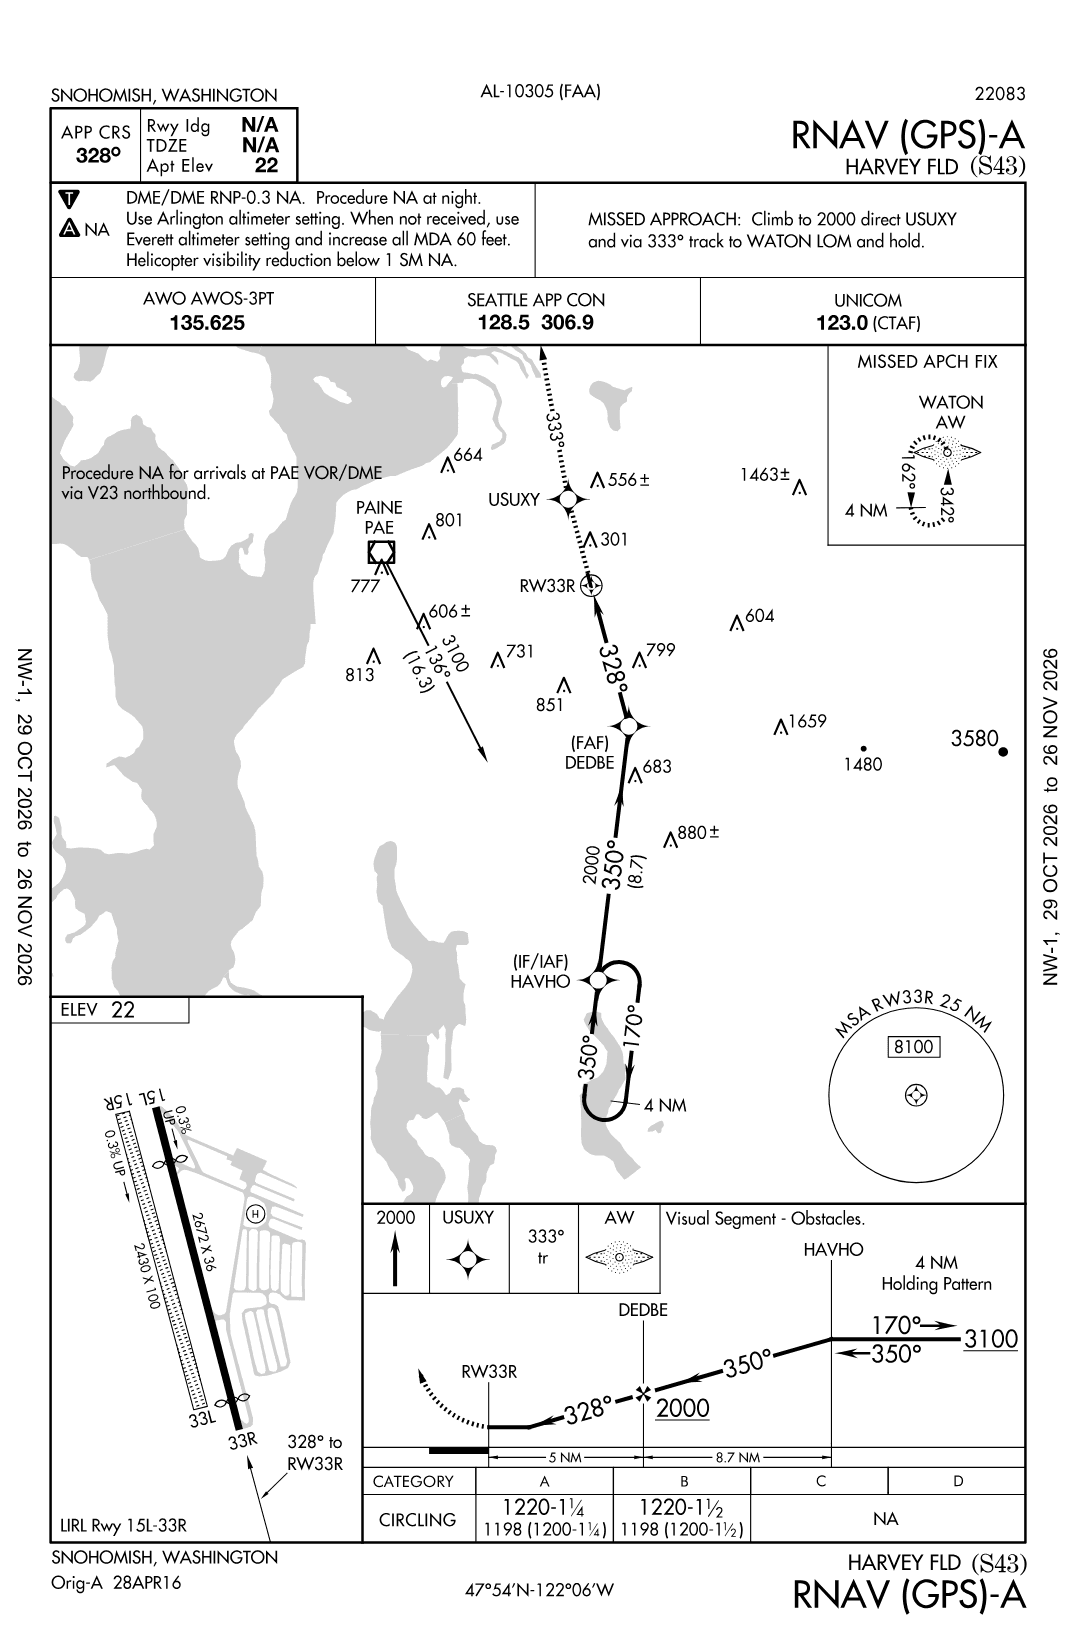 SNOHOMISH, WASHINGTON
AL-10305 (FAA)
22083
APP CRS
328°
Rwy Idg N/A
TDZE N/A
Apt Elev 22
RNAV (GPS)-A
HARVEY FLD (S43)
T
A NA
DME/DME RNP-0.3 NA. Procedure NA at night.
Use Arlington altimeter setting. When not received, use
Everett altimeter setting and increase all MDA 60 feet.
Helicopter visibility reduction below 1 SM NA.
MISSED APPROACH: Climb to 2000 direct USUXY
and via 333° track to WATON LOM and hold.
AWO AWOS-3PT
135.625
SEATTLE APP CON
128.5 306.9
UNICOM
123.0 (CTAF)
MISSED APCH FIX
WATON
AW
162°
342°
4 NM
333°
Procedure NA for arrivals at PAE VOR/DME
via V23 northbound.
664
556±
1463±
USUXY
PAINE
PAE
801
301
777
RW33R
606±
604
3100
136°
(16.3)
813
731
799
328°
851
1659
(FAF)
DEDBE
3580
1480
683
880±
2000
350°
(8.7)
(IF/IAF)
HAVHO
350°
170°
4 NM
MSA RW33R 25 NM
8100
NW-1, 29 OCT 2026 to 26 NOV 2026
NW-1, 29 OCT 2026 to 26 NOV 2026
ELEV 22
15R
15L
0.3%
UP
0.3% UP
H
2672 X 36
2430 X 100
33L
33R
328° to
RW33R
LIRL Rwy 15L-33R
2000
USUXY
333°
tr
AW
Visual Segment - Obstacles.
HAVHO
4 NM
Holding Pattern
DEDBE
170°
350°
3100
RW33R
350°
328°
2000
5 NM
8.7 NM
CATEGORY A B C D
CIRCLING
1220-1¼
1198 (1200-1¼)
1220-1½
1198 (1200-1½)
NA
SNOHOMISH, WASHINGTON
Orig-A 28APR16
47°54'N-122°06'W
HARVEY FLD (S43)
RNAV (GPS)-A